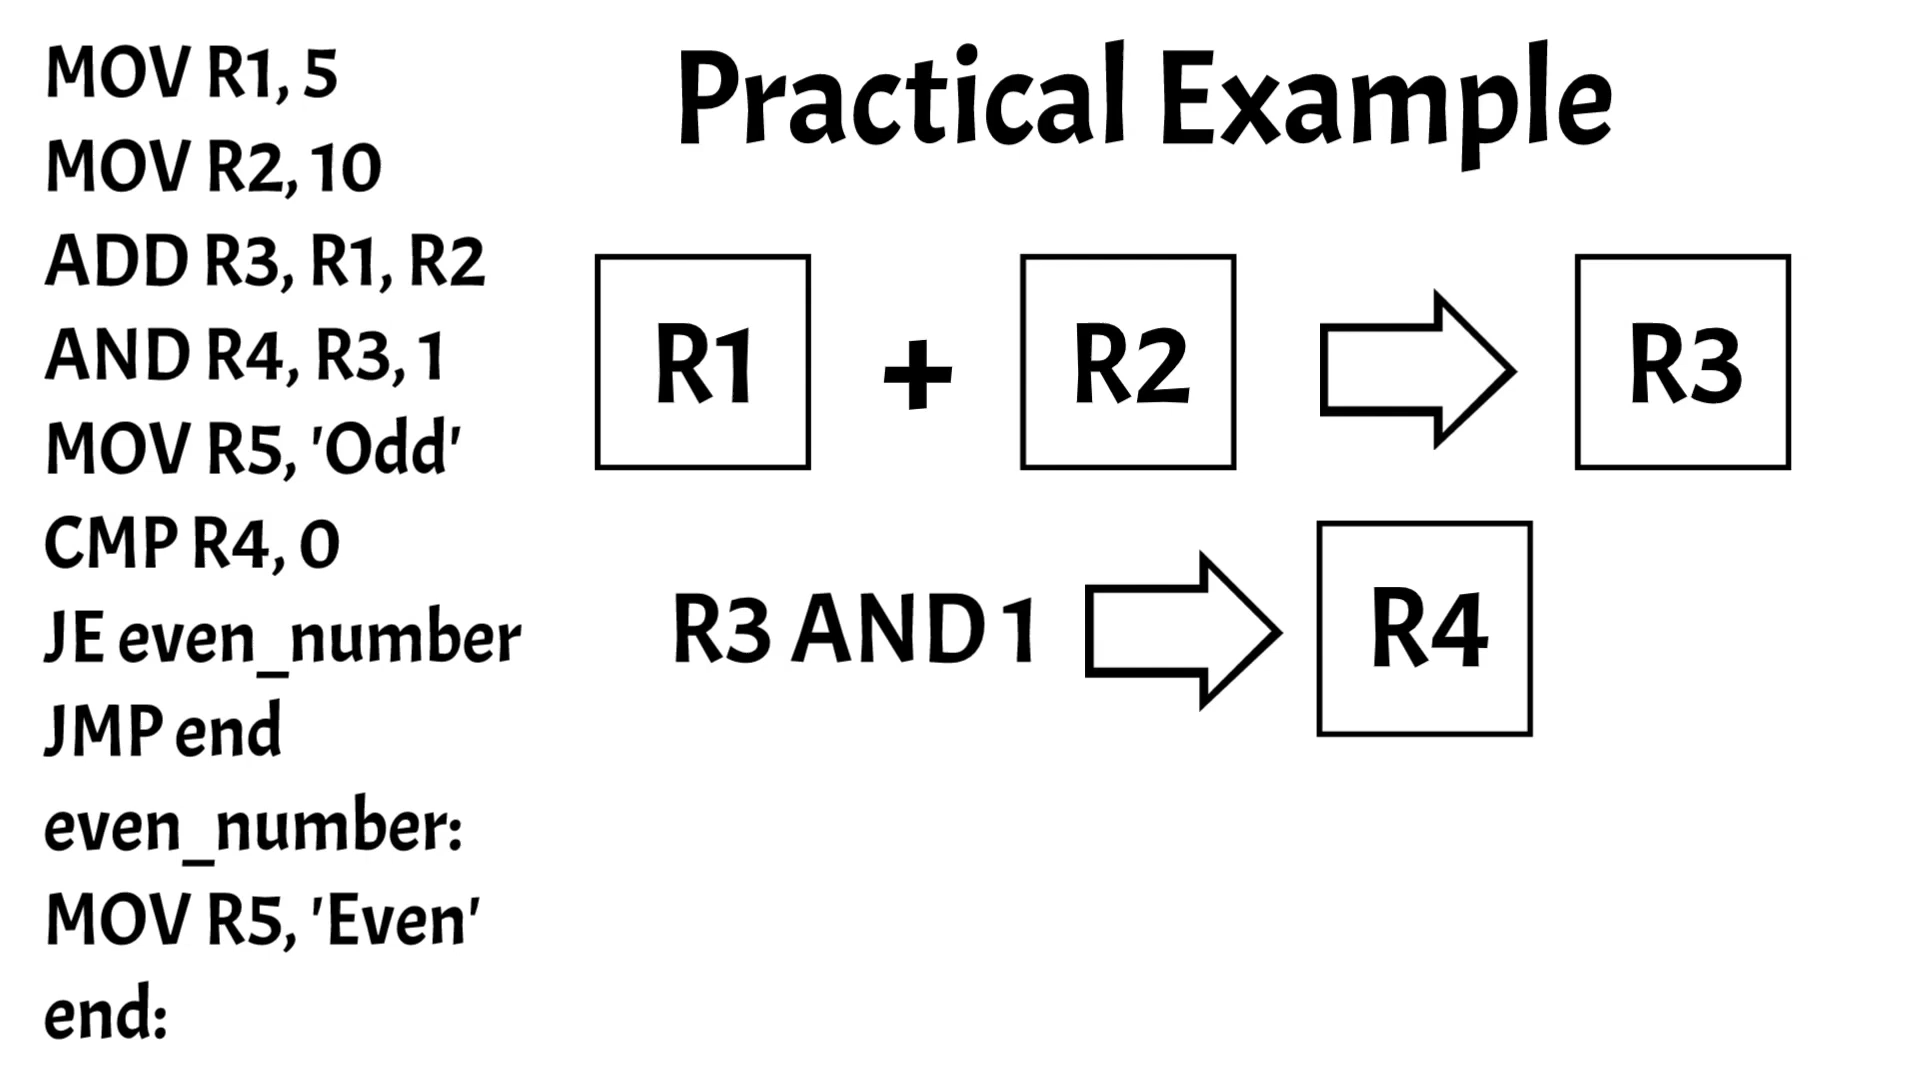 MOV R1, 5
MOV R2, 10
ADD R3, R1, R2
AND R4, R3, 1
MOV R5, 'Odd'
CMP R4, 0
JE even_number
JMP end
even_number:
MOV R5, 'Even'
end:
Practical Example
R1 + R2 R3
R3 AND 1 R4